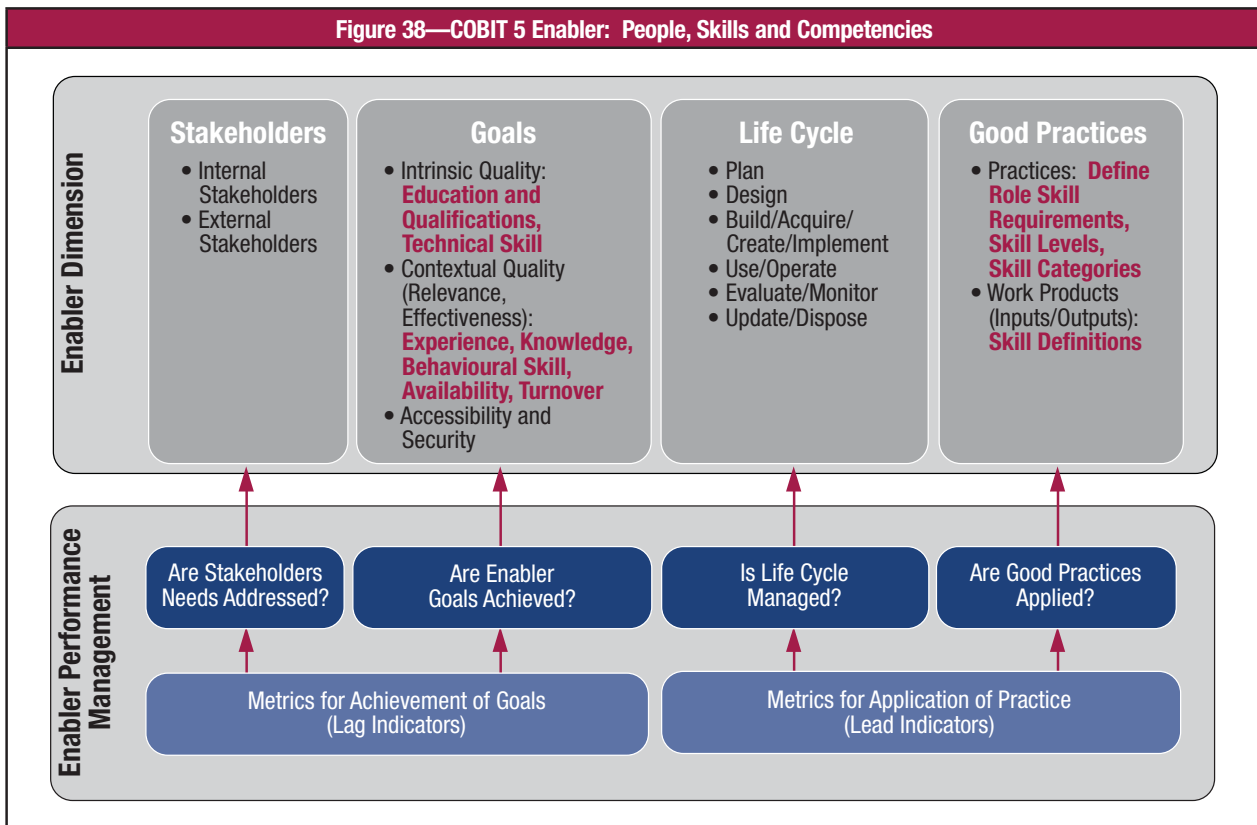 Figure 38—COBIT 5 Enabler: People, Skills and Competencies
Enabler Dimension
Stakeholders
• Internal
Stakeholders
• External
Stakeholders
Goals
• Intrinsic Quality:
Education and
Qualifications,
Technical Skill
• Contextual Quality
(Relevance,
Effectiveness):
Experience, Knowledge,
Behavioural Skill,
Availability, Turnover
• Accessibility and
Security
Life Cycle
• Plan
• Design
• Build/Acquire/
Create/Implement
• Use/Operate
• Evaluate/Monitor
• Update/Dispose
Good Practices
• Practices: Define
Role Skill
Requirements,
Skill Levels,
Skill Categories
• Work Products
(Inputs/Outputs):
Skill Definitions
Enabler Performance
Management
Are Stakeholders
Needs Addressed?
Are Enabler
Goals Achieved?
Is Life Cycle
Managed?
Are Good Practices
Applied?
Metrics for Achievement of Goals
(Lag Indicators)
Metrics for Application of Practice
(Lead Indicators)